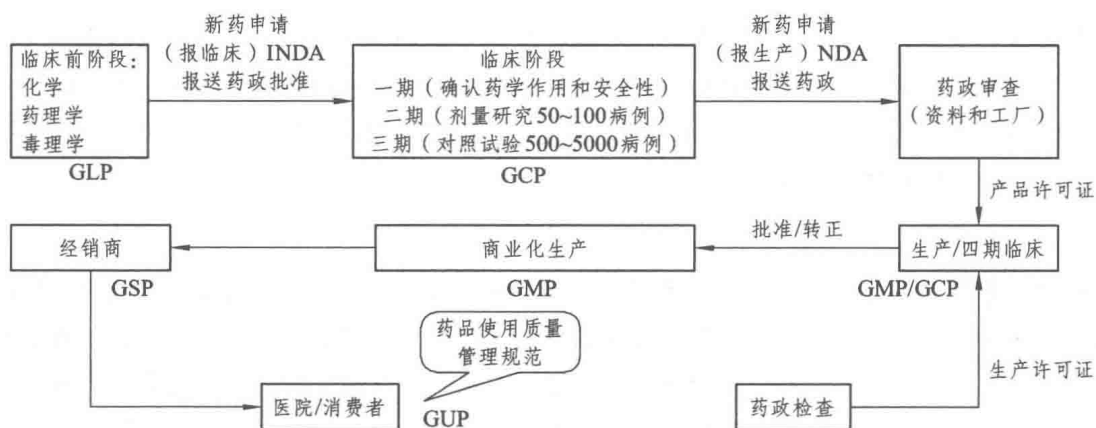 新药申请
（报临床）INDA
报送药政批准
新药申请
（报生产）NDA
报送药政
临床前阶段：
化学
药理学
毒理学
GLP
临床阶段
一期（确认药学作用和安全性）
二期（剂量研究50~100病例）
三期（对照试验500~5000病例）
GCP
药政审查
（资料和工厂）
产品许可证
经销商
GSP
商业化生产
GMP
批准/转正
生产/四期临床
GMP/GCP
药品使用质量
管理规范
生产许可证
医院/消费者
GUP
药政检查